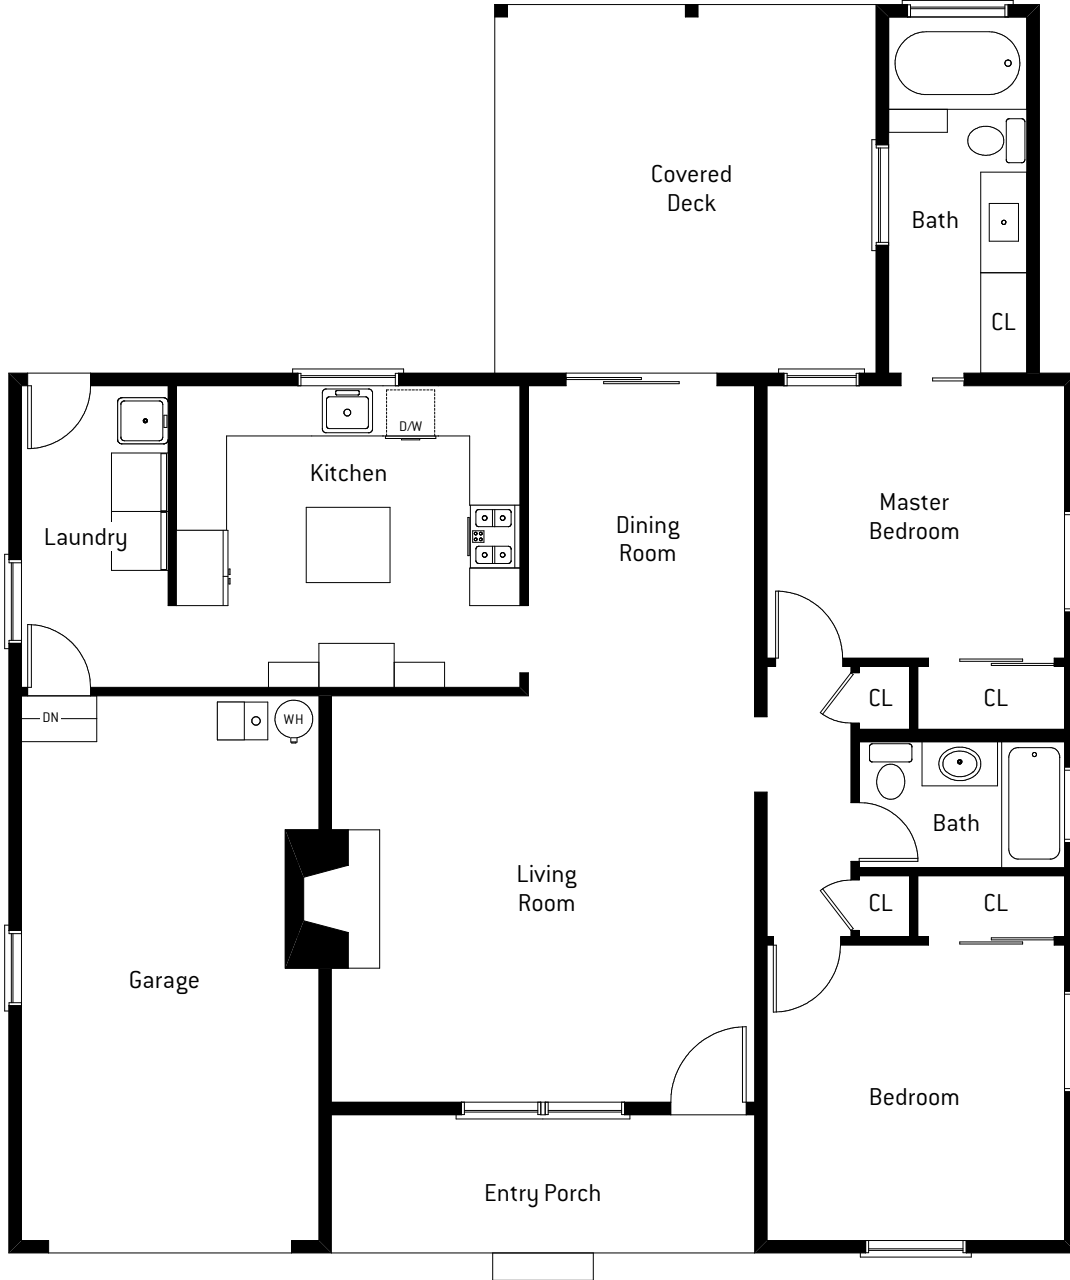 Covered
Deck
Bath
CL
D/W
Kitchen
Master
Bedroom
Dining
Room
Laundry
CL
CL
DN
WH
Bath
Living
Room
CL
CL
Garage
Bedroom
Entry Porch